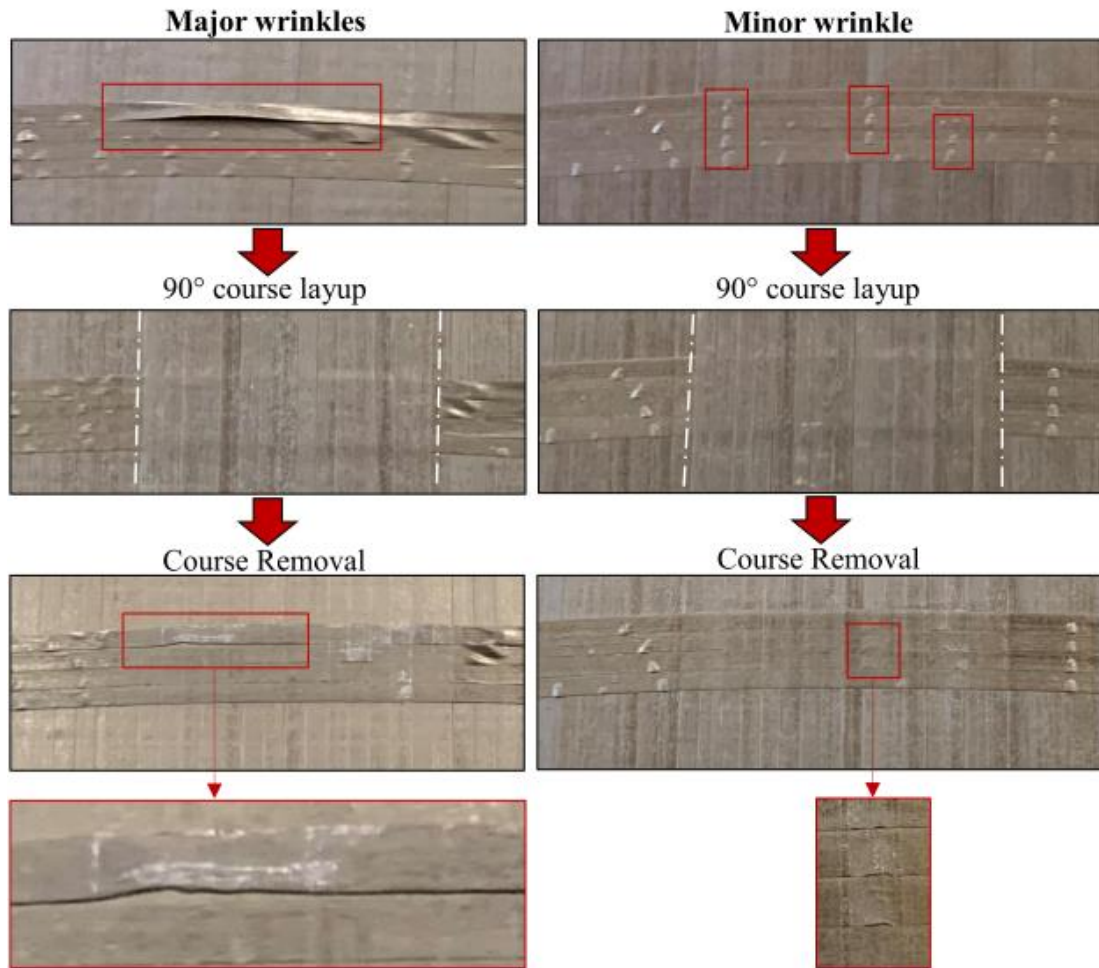 Major wrinkles
Minor wrinkle
90° course layup
90° course layup
Course Removal
Course Removal